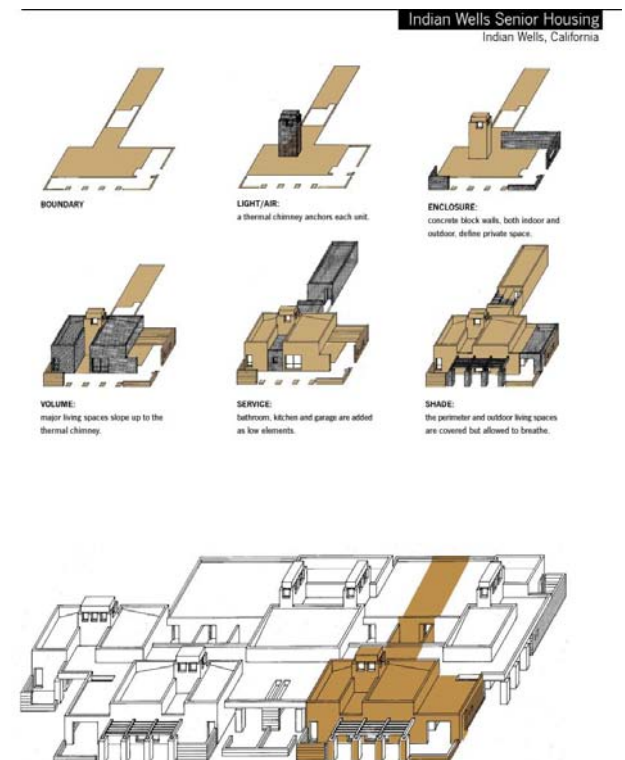 Indian Wells Senior Housing
Indian Wells, California
BOUNDARY
LIGHT/AIR:
a thermal chimney anchors each unit.
ENCLOSURE:
concrete block walls, both indoor and
outdoor, define private space.
VOLUME:
major living spaces slope up to the
thermal chimney.
SERVICE:
bathroom, kitchen and garage are added
as low elements.
SHADE:
the perimeter and outdoor living spaces
are covered but allowed to breathe.